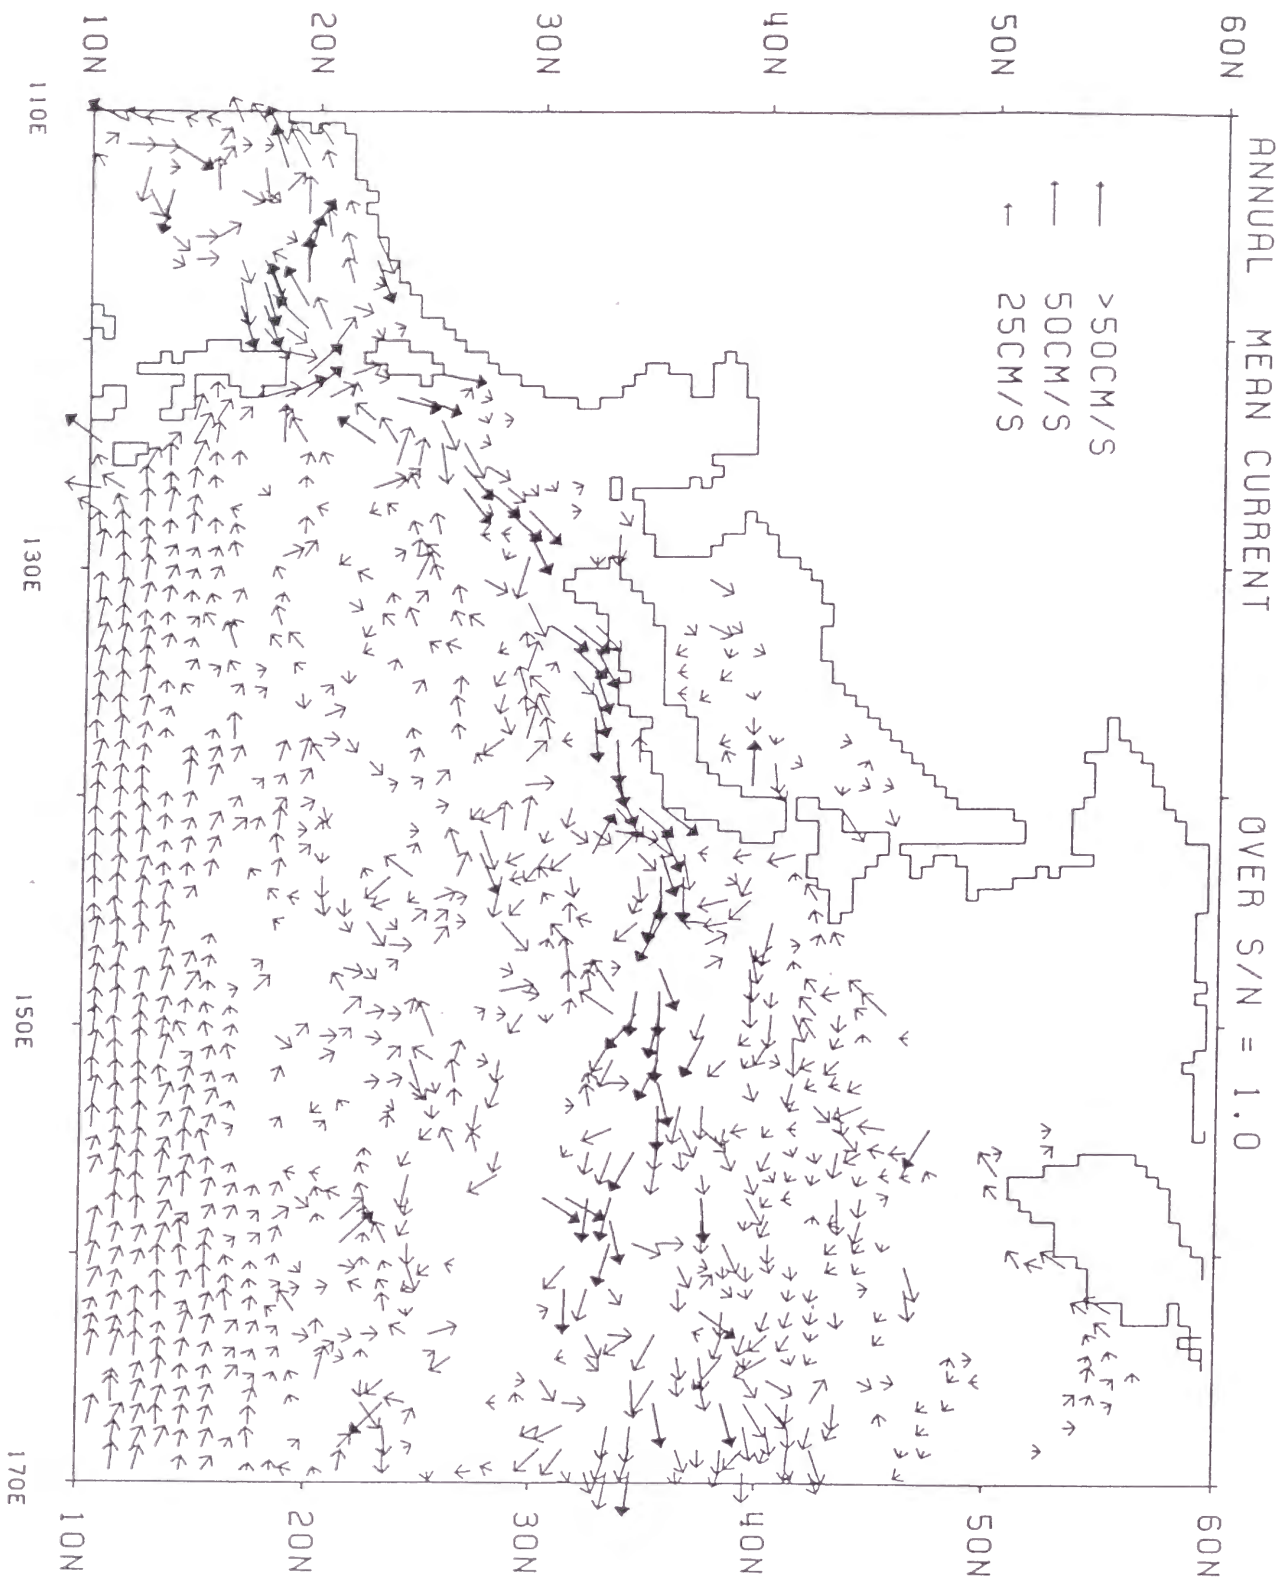 ANNUAL MEAN CURRENT OVER S/N = 1.0
>50CM/S
50CM/S
25CM/S
60N
50N
40N
30N
20N
10N
110E
130E
150E
170E
60N
50N
40N
30N
20N
10N